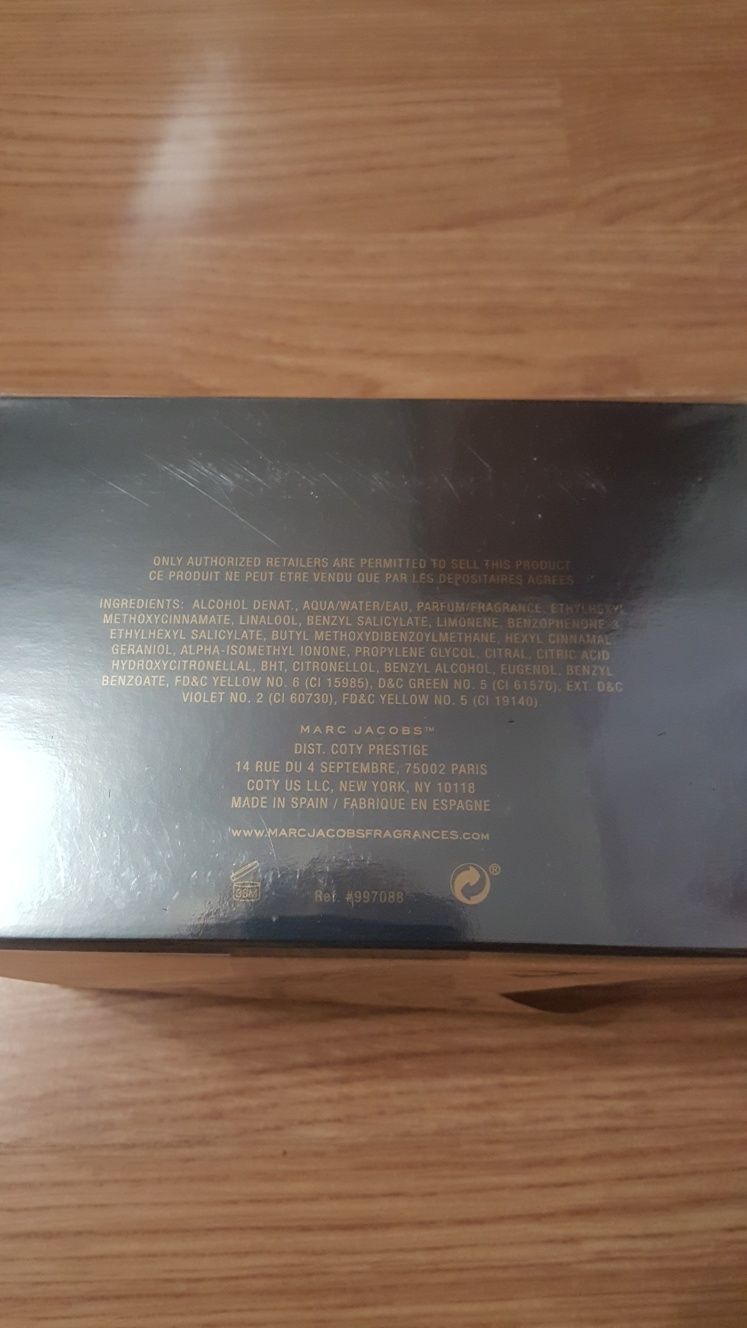 ONLY AUTHORIZED RETAILERS ARE PERMITTED TO SELL THIS PRODUCT
CE PRODUIT NE PEUT ETRE VENDU QUE PAR LES DEPOSITAIRES AGREES
INGREDIENTS: ALCOHOL DENAT., AQUA/WATER/EAU, PARFUM/FRAGRANCE, ETHYLHEXYL
METHOXYCINNAMATE, LINALOOL, BENZYL SALICYLATE, LIMONENE, BENZOPHENONE-3,
ETHYLHEXYL SALICYLATE, BUTYL METHOXYDIBENZOYLMETHANE, HEXYL CINNAMAL,
GERANIOL, ALPHA-ISOMETHYL IONONE, PROPYLENE GLYCOL, CITRAL, CITRIC ACID
HYDROXYCITRONELLAL, BHT, CITRONELLOL, BENZYL ALCOHOL, EUGENOL, BENZYL
BENZOATE, FD&C YELLOW NO. 6 (CI 15985), D&C GREEN NO. 5 (CI 61570), EXT. D&C
VIOLET NO. 2 (CI 60730), FD&C YELLOW NO. 5 (CI 19140)
MARC JACOBS™
DIST. COTY PRESTIGE
14 RUE DU 4 SEPTEMBRE, 75002 PARIS
COTY US LLC, NEW YORK, NY 10118
MADE IN SPAIN / FABRIQUE EN ESPAGNE
WWW.MARCJACOBSFRAGRANCES.COM
36M Ref. #997088 ®